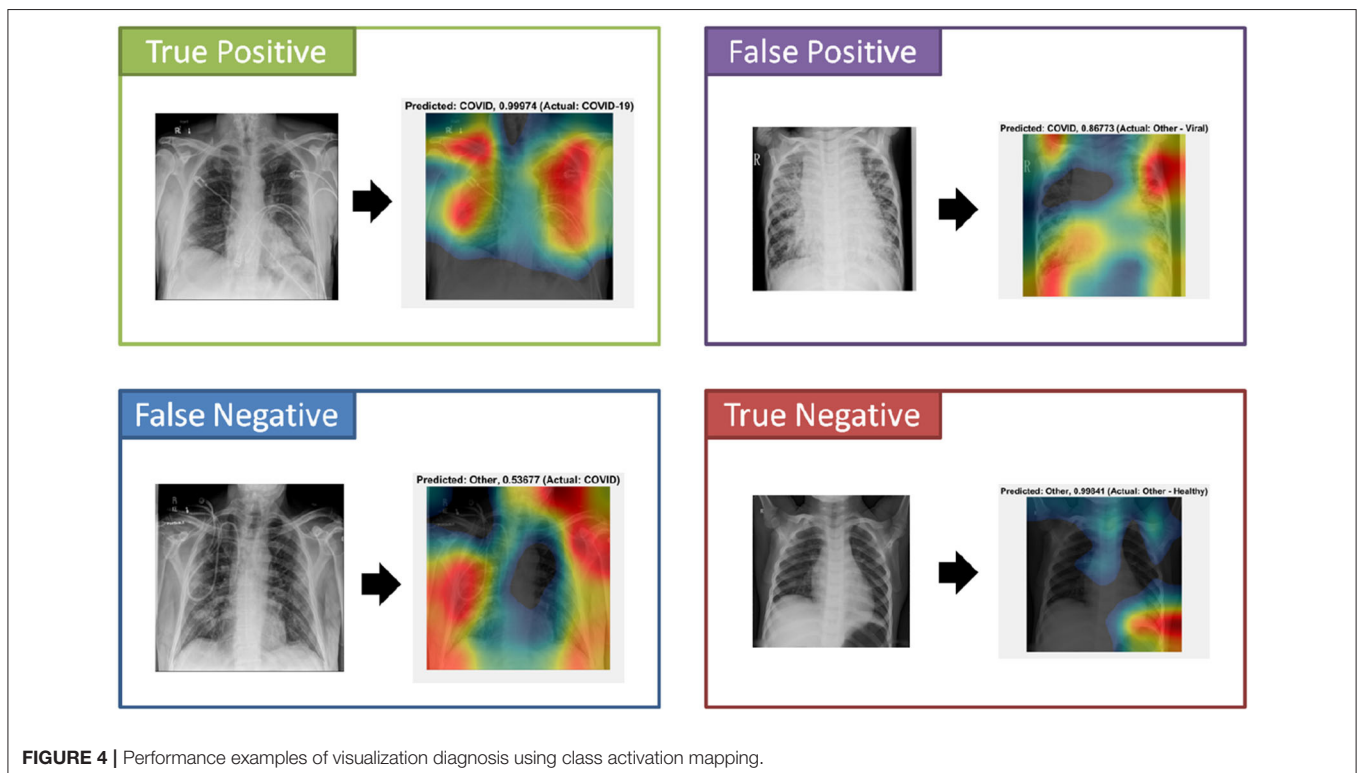 True Positive
Predicted: COVID, 0.99974 (Actual: COVID-19)
False Positive
R
Predicted: COVID, 0.86773 (Actual: Other - Viral)
R
False Negative
Predicted: Other, 0.53677 (Actual: COVID)
True Negative
Predicted: Other, 0.99841 (Actual: Other - Healthy)
FIGURE 4 | Performance examples of visualization diagnosis using class activation mapping.